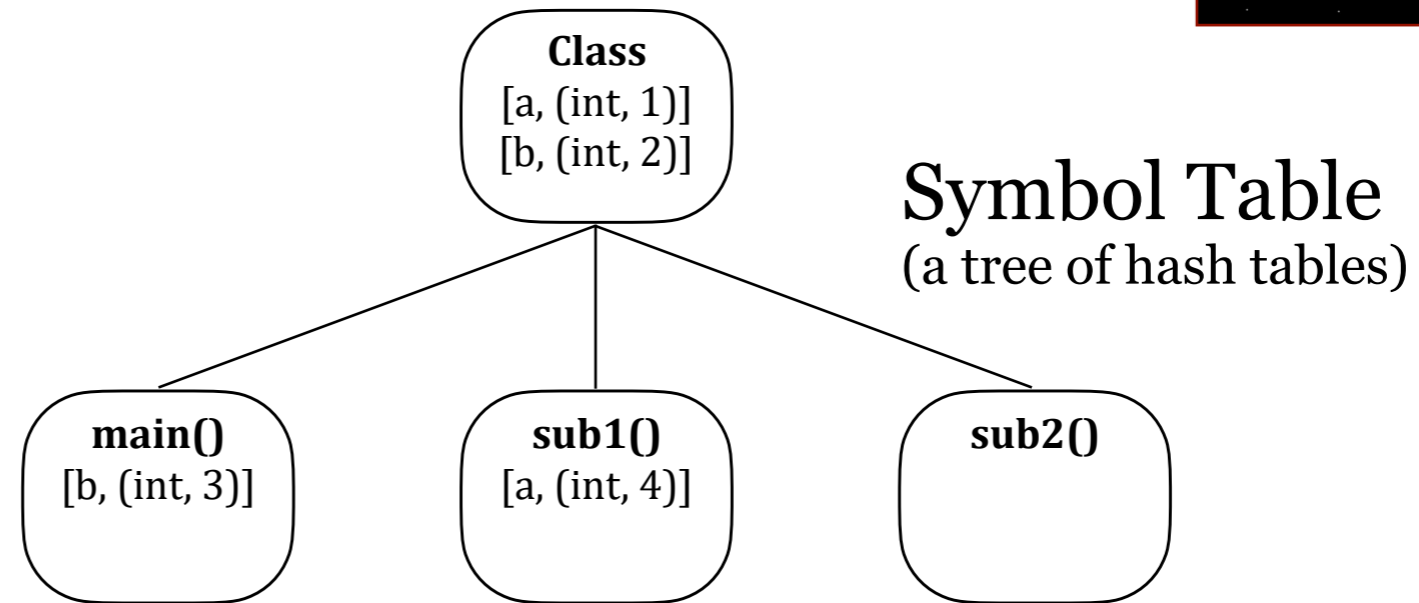 Class
[a, (int, 1)]
[b, (int, 2)]
Symbol Table
(a tree of hash tables)
main()
[b, (int, 3)]
sub1()
[a, (int, 4)]
sub2()